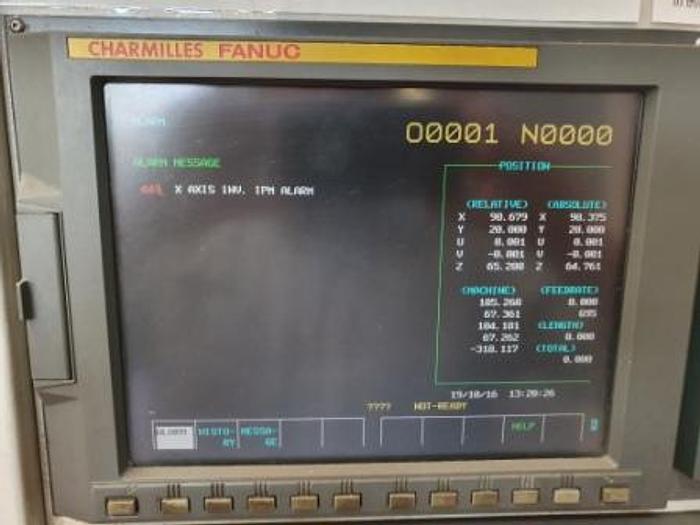 CHARMILLES FANUC
ALARM
O0001 N0000
ALARM MESSAGE
X AXIS INV. IPM ALARM
POSITION
(RELATIVE) (ABSOLUTE)
X 90.679 X 90.375
Y 20.000 Y 20.000
U 0.001 U 0.001
V -0.001 V -0.001
Z 65.200 Z 64.761
(MACHINE) (FEEDRATE)
105.260 0.000
67.361 695
104.101 (LENGTH)
67.262 0.000
-318.117 (TOTAL)
0.000
19/10/16 13:20:26
???? NOT-READY
ALARM HISTO-RY MESSA-GE HELP